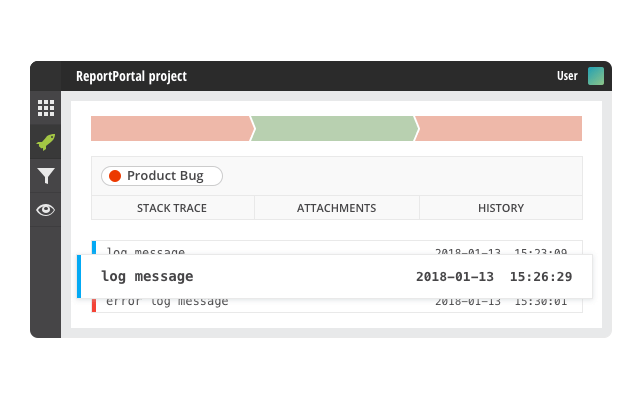 ReportPortal project
User
Product Bug
STACK TRACE ATTACHMENTS HISTORY
log message 2018-01-13 15:23:09
log message 2018-01-13 15:26:29
error log message 2018-01-13 15:30:01